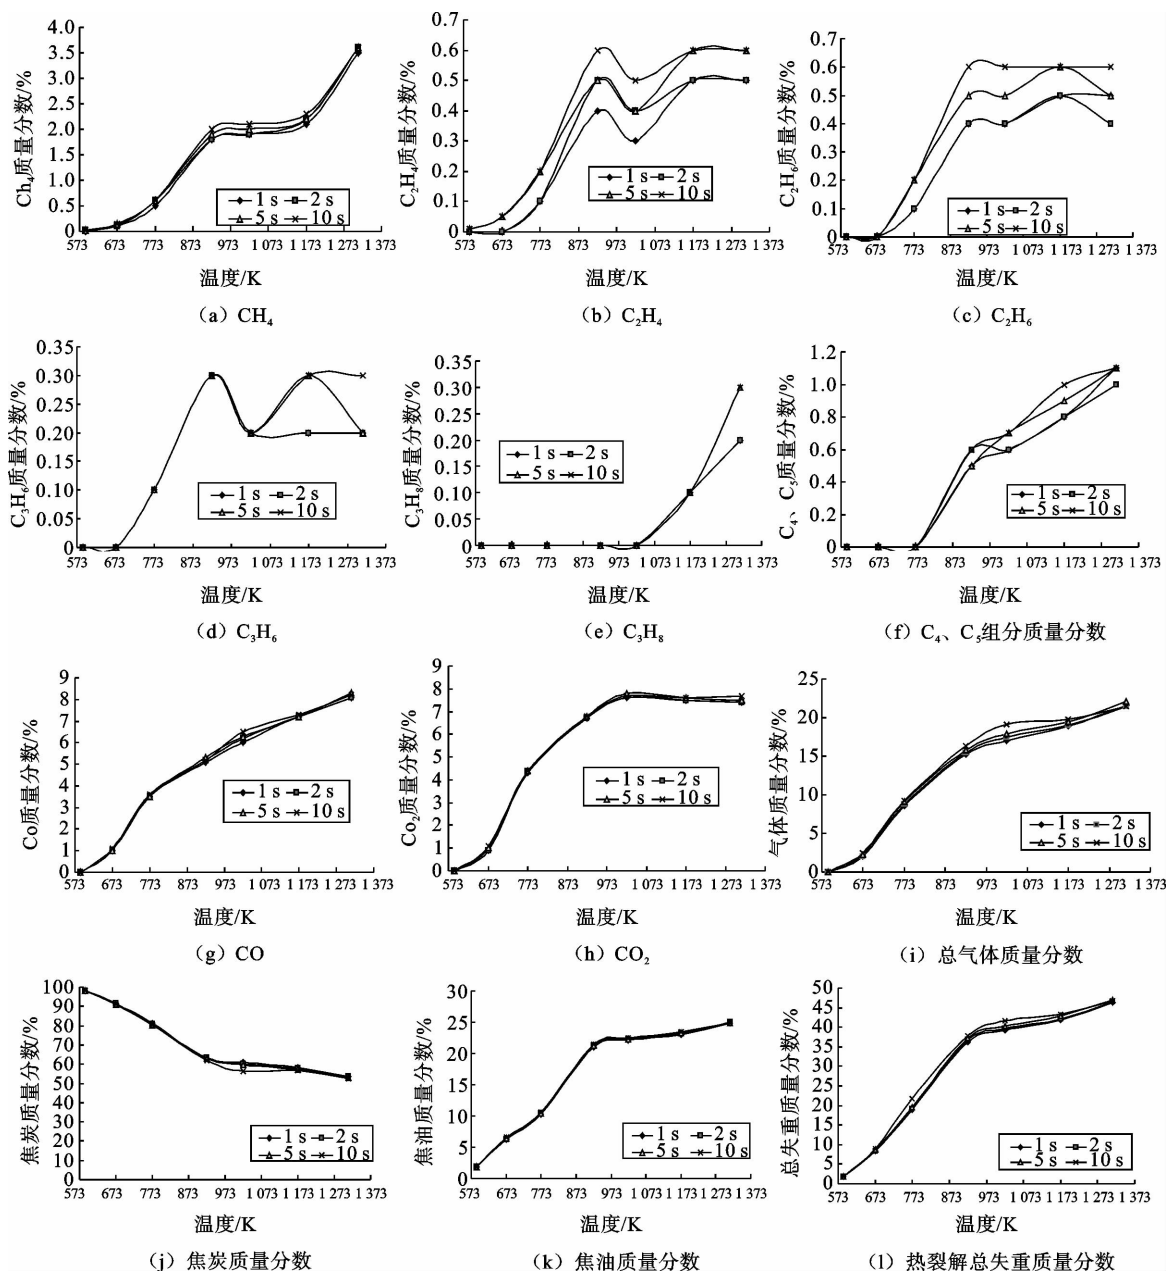 Ch₄质量分数/%
4.0
3.5
3.0
2.5
2.0
1.5
1.0
0.5
0
1 s 2 s
5 s 10 s
573 673 773 873 973 1 073 1 173 1 273 1 373
温度/K
(a) CH₄
C₂H₄质量分数/%
0.7
0.6
0.5
0.4
0.3
0.2
0.1
0
1 s 2 s
5 s 10 s
573 673 773 873 973 1 073 1 173 1 273 1 373
温度/K
(b) C₂H₄
C₂H₆质量分数/%
0.7
0.6
0.5
0.4
0.3
0.2
0.1
0
1 s 2 s
5 s 10 s
573 673 773 873 973 1 073 1 173 1 273 1 373
温度/K
(c) C₂H₆
C₃H₆质量分数/%
0.35
0.30
0.25
0.20
0.15
0.10
0.05
0
1 s 2 s
5 s 10 s
573 673 773 873 973 1 073 1 173 1 273 1 373
温度/K
(d) C₃H₆
C₃H₈质量分数/%
0.35
0.30
0.25
0.20
0.15
0.10
0.05
0
1 s 2 s
5 s 10 s
573 673 773 873 973 1 073 1 173 1 273 1 373
温度/K
(e) C₃H₈
C₄、C₅质量分数/%
1.2
1.0
0.8
0.6
0.4
0.2
0
1 s 2 s
5 s 10 s
573 673 773 873 973 1 073 1 173 1 273 1 373
温度/K
(f) C₄、C₅组分质量分数
Co质量分数/%
9
8
7
6
5
4
3
2
1
0
1 s 2 s
5 s 10 s
573 673 773 873 973 1 073 1 173 1 273 1 373
温度/K
(g) CO
Co₂质量分数/%
9
8
7
6
5
4
3
2
1
0
1 s 2 s
5 s 10 s
573 673 773 873 973 1 073 1 173 1 273 1 373
温度/K
(h) CO₂
气体质量分数/%
25
20
15
10
5
0
1 s 2 s
5 s 10 s
573 673 773 873 973 1 073 1 173 1 273 1 373
温度/K
(i) 总气体质量分数
焦炭质量分数/%
100
90
80
70
60
50
40
30
20
10
0
1 s 2 s
5 s 10 s
573 673 773 873 973 1 073 1 173 1 273 1 373
温度/K
(j) 焦炭质量分数
焦油质量分数/%
30
25
20
15
10
5
0
1 s 2 s
5 s 10 s
573 673 773 873 973 1 073 1 173 1 273 1 373
温度/K
(k) 焦油质量分数
总失重质量分数/%
50
45
40
35
30
25
20
15
10
5
0
1 s 2 s
5 s 10 s
573 673 773 873 973 1 073 1 173 1 273 1 373
温度/K
(l) 热裂解总失重质量分数